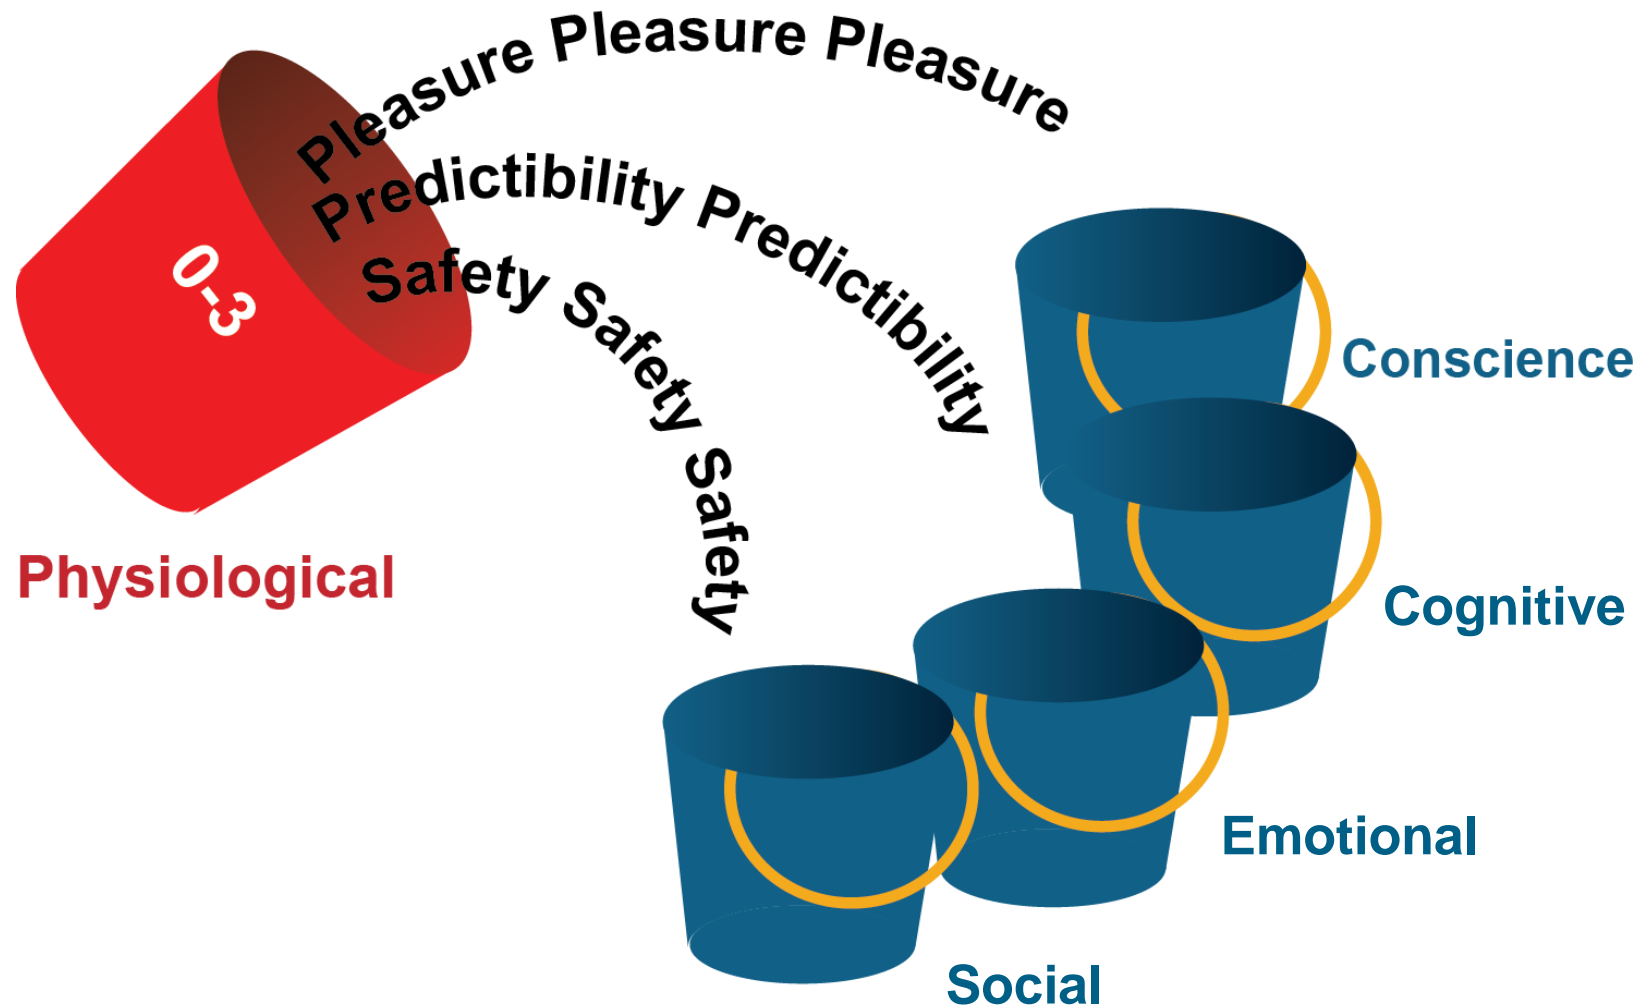 Pleasure Pleasure Pleasure
Predictibility Predictibility
Safety Safety Safety
0-3
Physiological
Conscience
Cognitive
Emotional
Social